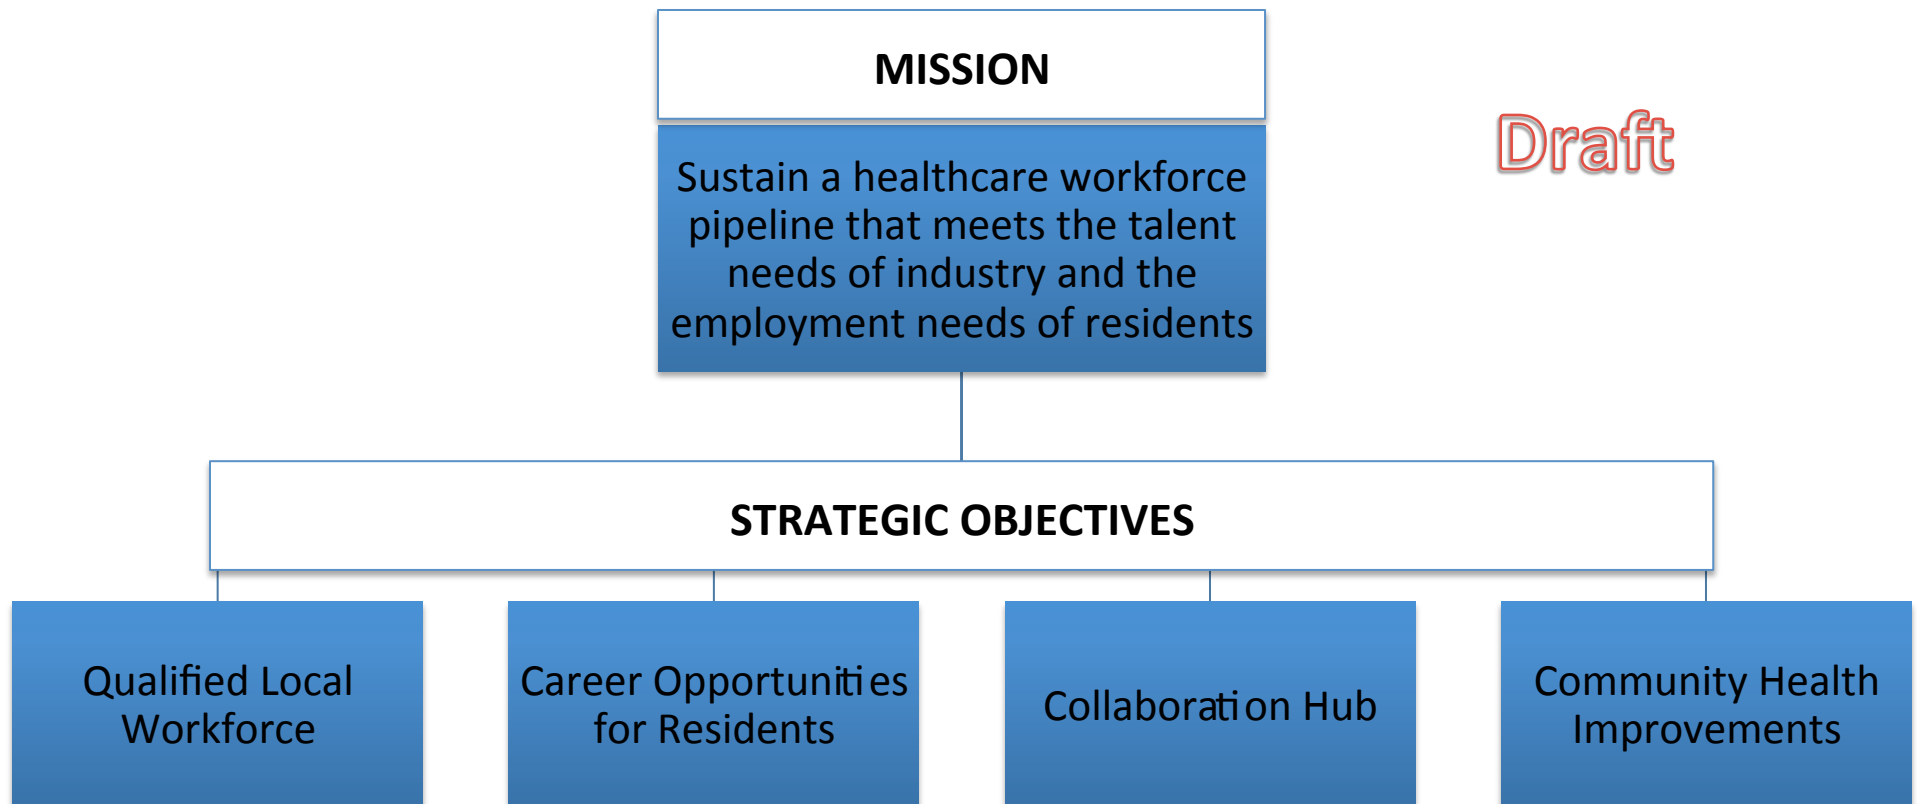 MISSION
Draft
Sustain a healthcare workforce
pipeline that meets the talent
needs of industry and the
employment needs of residents
STRATEGIC OBJECTIVES
Qualified Local
Workforce
Career Opportunities
for Residents
Collaboration Hub
Community Health
Improvements